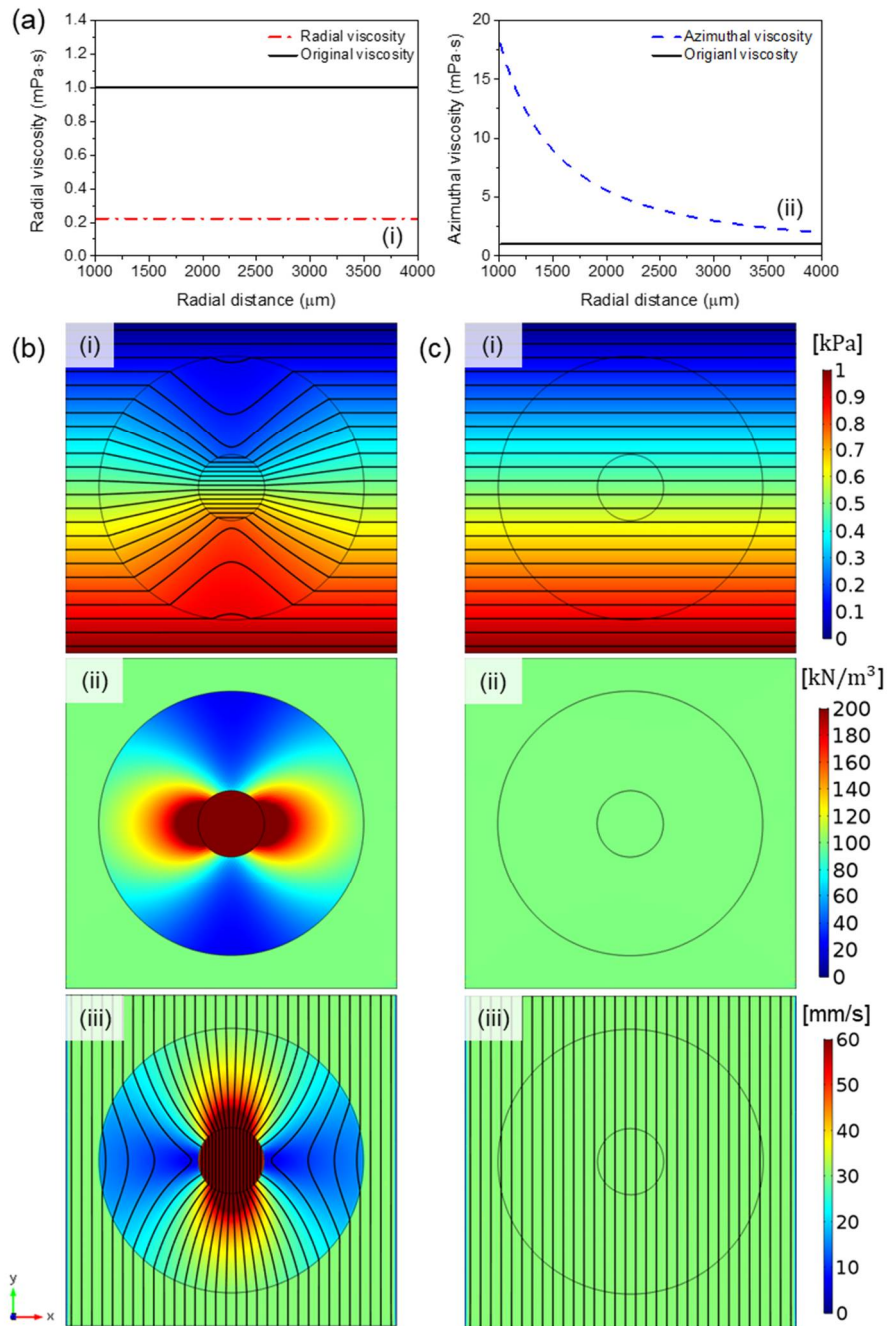 (a)
1.4
1.2
1.0
0.8
0.6
0.4
0.2
0.0
Radial viscosity (mPa·s)
Radial viscosity
Original viscosity
(i)
1000 1500 2000 2500 3000 3500 4000
Radial distance (μm)
20
15
10
5
0
Azimuthal viscosity (mPa·s)
Azimuthal viscosity
Origianl viscosity
(ii)
1000 1500 2000 2500 3000 3500 4000
Radial distance (μm)
(b)
(i)
(c)
(i)
[kPa]
1
0.9
0.8
0.7
0.6
0.5
0.4
0.3
0.2
0.1
0
(ii)
(ii)
[kN/m³]
200
180
160
140
120
100
80
60
40
20
0
(iii)
(iii)
[mm/s]
60
50
40
30
20
10
0
y
x